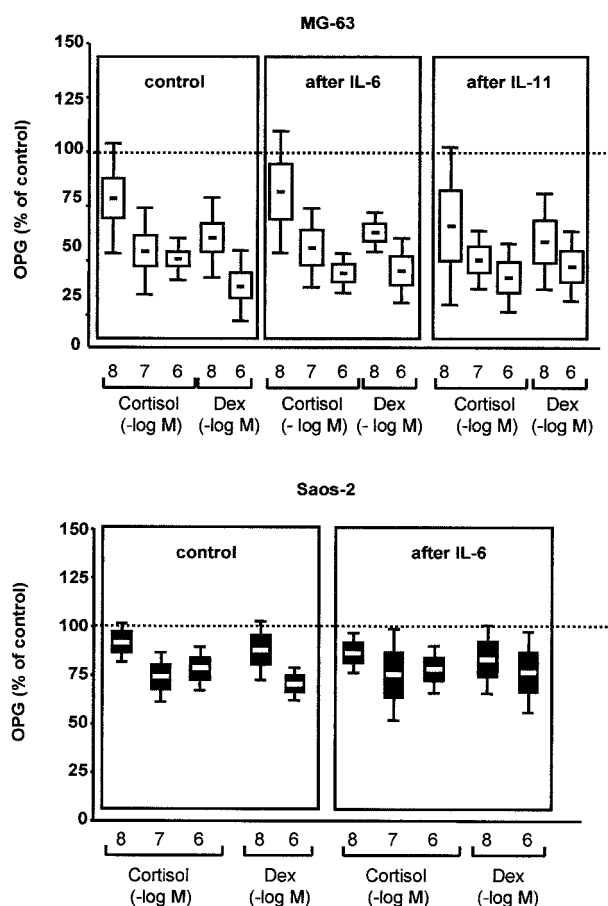 MG-63
150
125
100
75
50
25
0
OPG (% of control)
control
after IL-6
after IL-11
8 7 6 8 6 8 7 6 8 6 8 7 6 8 6
Cortisol Dex Cortisol Dex Cortisol Dex
(-log M) (-log M) (- log M) (- log M) (-log M) (-log M)
Saos-2
150
125
100
75
50
25
0
OPG (% of control)
control
after IL-6
8 7 6 8 6 8 7 6 8 6
Cortisol Dex Cortisol Dex
(-log M) (-log M) (-log M) (-log M)